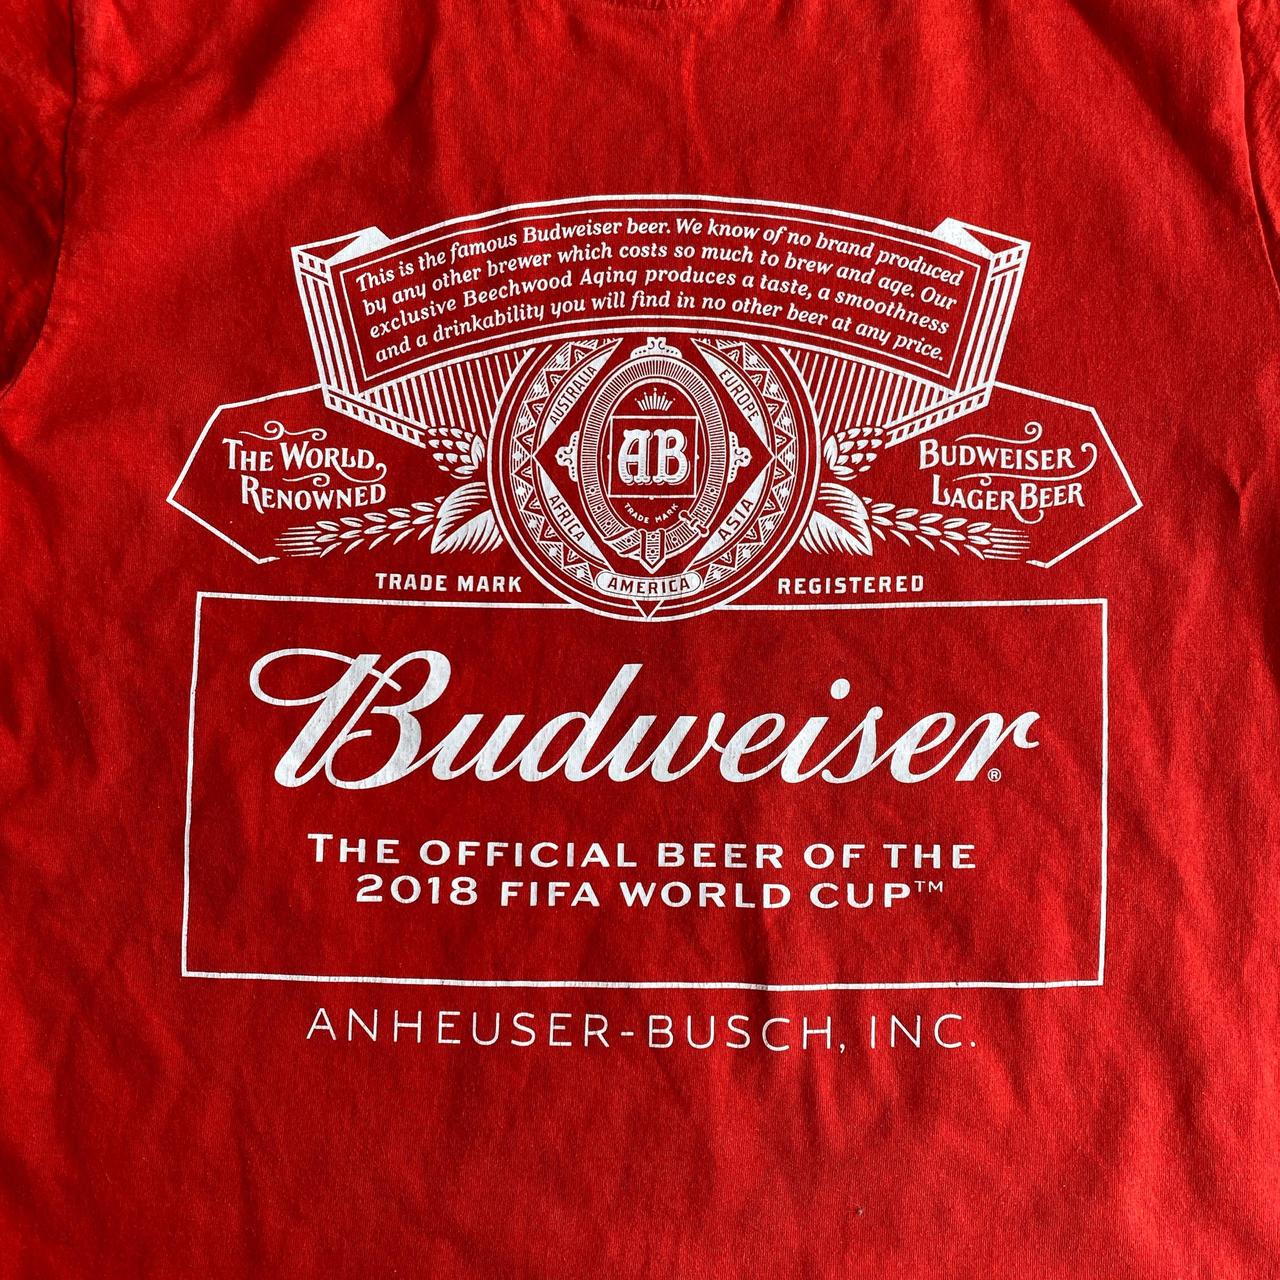 This is the famous Budweiser beer. We know of no brand produced
by any other brewer which costs so much to brew and age. Our
exclusive Beechwood Aging produces a taste, a smoothness
and a drinkability you will find in no other beer at any price.
AUSTRALIA
EUROPE
THE WORLD,
RENOWNED
AB
TRADE MARK
BUDWEISER
LAGER BEER
AFRICA
ASIA
AMERICA
TRADE MARK
REGISTERED
Budweiser®
THE OFFICIAL BEER OF THE
2018 FIFA WORLD CUP™
ANHEUSER-BUSCH, INC.